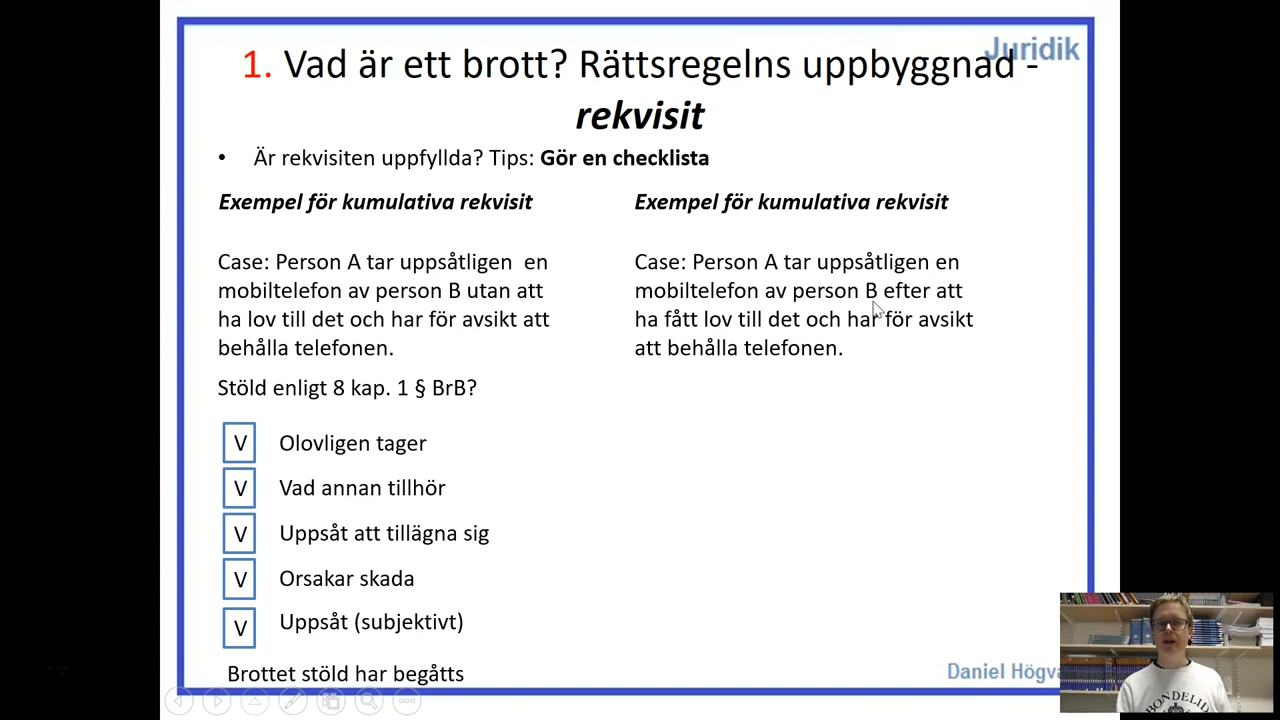 Juridik
1. Vad är ett brott? Rättsregelns uppbyggnad -
rekvisit
• Är rekvisiten uppfyllda? Tips: Gör en checklista
Exempel för kumulativa rekvisit
Case: Person A tar uppsåtligen en
mobiltelefon av person B utan att
ha lov till det och har för avsikt att
behålla telefonen.
Stöld enligt 8 kap. 1 § BrB?
V Olovligen tager
V Vad annan tillhör
V Uppsåt att tillägna sig
V Orsakar skada
V Uppsåt (subjektivt)
Brottet stöld har begåtts
Exempel för kumulativa rekvisit
Case: Person A tar uppsåtligen en
mobiltelefon av person B efter att
ha fått lov till det och har för avsikt
att behålla telefonen.
Daniel